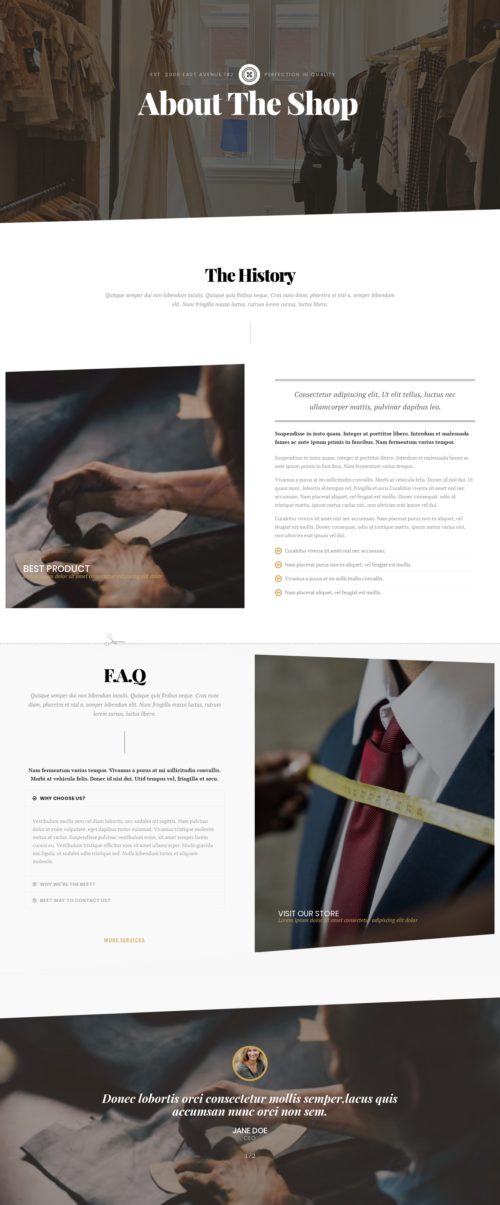 EST. 2000 EAST AVENUE 182
PERFECTION IN QUALITY
About The Shop
The History
Quisque semper dui non bibendum iaculis. Quisque quis finibus neque. Cras nunc diam, pharetra et nisl a, semper bibendum
elit. Nunc fringilla massa luctus, rutrum lorem cursus, luctus libero.
BEST PRODUCT
Lorem ipsum dolor sit amet consectetur adipiscing elit dolor
Consectetur adipiscing elit. Ut elit tellus, luctus nec
ullamcorper mattis, pulvinar dapibus leo.
Suspendisse in justo quam. Integer at porttitor libero. Interdum et malesuada
fames ac ante ipsum primis in faucibus. Nam fermentum varius tempor.
Suspendisse in justo quam. Integer at porttitor libero. Interdum et malesuada fames ac
ante ipsum primis in faucibus. Nam fermentum varius tempor.
Vivamus a purus at mi sollicitudin convallis. Morbi at vehicula felis. Donec id nisi dui. Ut
quam nunc, lobortis id tempus vel, fringilla et arcu.Curabitur viverra sit amet nisl nec
accumsan. Nam placerat aliquet, vel feugiat est mollis. Donec consequat, odio id
tristique mattis, ipsum metus varius nisi, non ultricies erat ipsum vel dui.
Curabitur viverra sit amet accumsan. Nam placerat purus non ex aliquet, vel
feugiat est mollis. Donec consequat, odio id tristique mattis, ipsum metus varius nisi,
non ultricies erat ipsum vel dui.
Curabitur viverra sit amet nisl nec accumsan.
Nam placerat purus non ex aliquet, vel feugiat est mollis.
Vivamus a purus at mi sollicitudin convallis.
Nam placerat aliquet, vel feugiat est mollis.
F.A.Q
Quisque semper dui non bibendum iaculis. Quisque quis finibus neque. Cras nunc
diam, pharetra et nisl a, semper bibendum elit. Nunc fringilla massa luctus, rutrum
lorem cursus, luctus libero.
Nam fermentum varius tempor. Vivamus a purus at mi sollicitudin convallis.
Morbi at vehicula felis. Donec id nisi dui. Utid tempus vel, fringilla et arcu.
WHY CHOOSE US?
Vestibulum mollis sem vel diam lobortis, nec sodales mi sagittis. Nam pulvinar
dolor at enim vulputate, eget dapibus tortor euismod. Vivamus tristique molestie
metus at varius. Suspendisse pulvinar vestibulum enim, sit amet semper lorem
cursus eu. Vestibulum tristique efficitur eros sit amet ullamcorper. Morbi gravida
nisi ligula, ut sodales odio tristique sed. Nulla bibendum tortor et aliquam
molestie.
WHY WE'RE THE BEST?
BEST WAY TO CONTACT US?
MORE SERVICES
VISIT OUR STORE
Lorem ipsum dolor sit amet consectetur adipiscing elit dolor
Donec lobortis orci consectetur mollis semper.lacus quis
accumsan nunc orci non sem.
JANE DOE
CEO
1 / 2